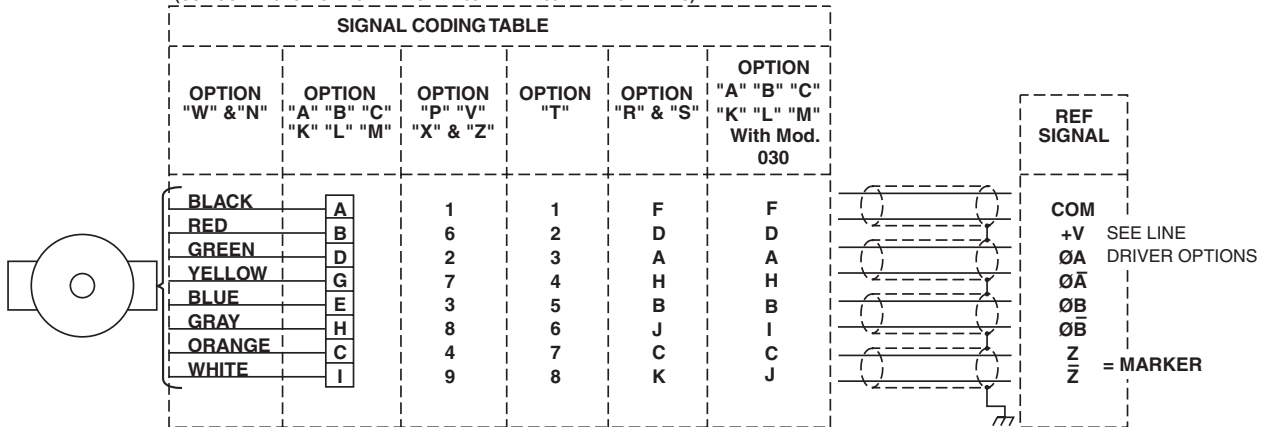 SIGNAL CODING TABLE
OPTION "W" &"N"
OPTION "A" "B" "C" "K" "L" "M"
OPTION "P" "V" "X" & "Z"
OPTION "T"
OPTION "R" & "S"
OPTION "A" "B" "C" "K" "L" "M" With Mod. 030
REF SIGNAL
BLACK A 1 1 F F COM
RED B 6 2 D D +V SEE LINE
GREEN D 2 3 A A ØA DRIVER OPTIONS
YELLOW G 7 4 H H ØA̅
BLUE E 3 5 B B ØB
GRAY H 8 6 J I ØB̅
ORANGE C 4 7 C C Z
WHITE I 9 8 K J Z̅ = MARKER